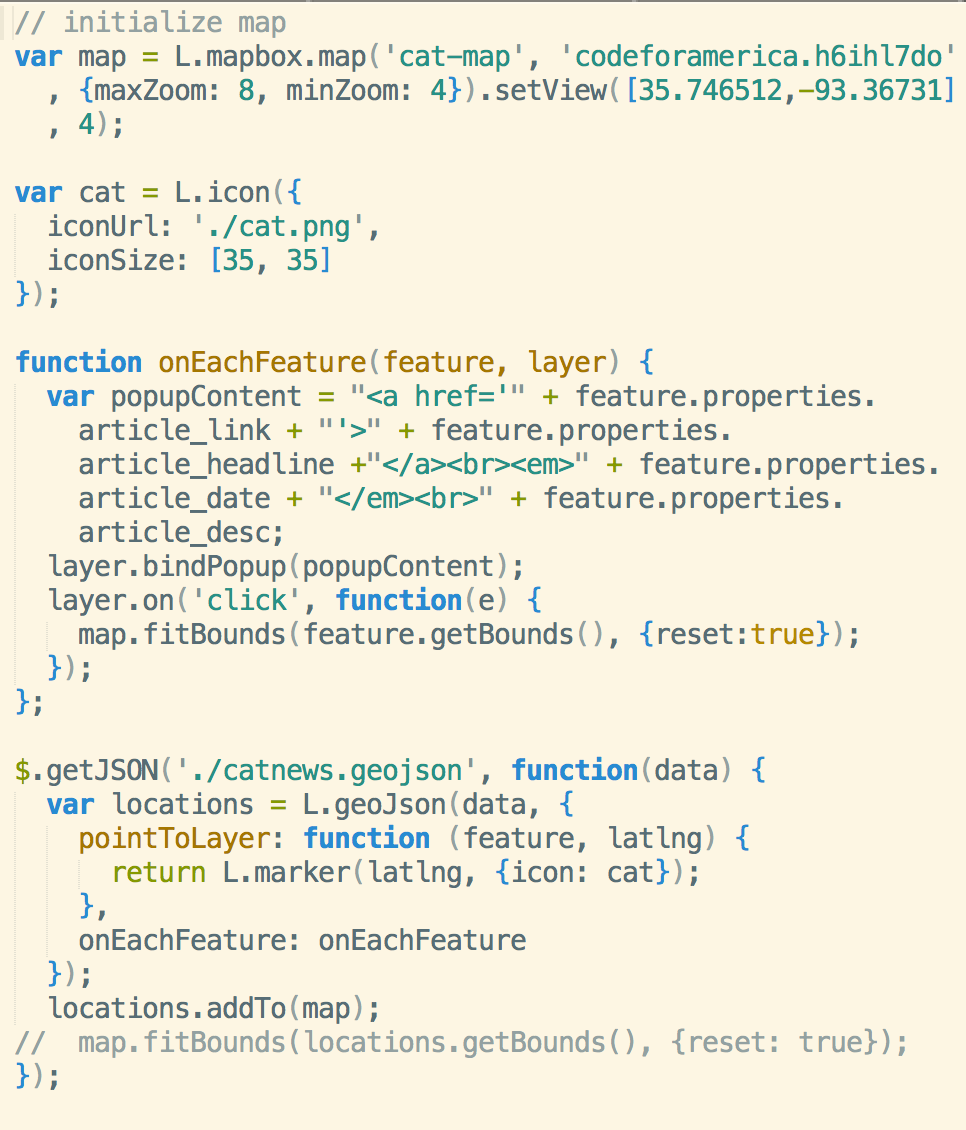 // initialize map
var map = L.mapbox.map('cat-map', 'codeforamerica.h6ihl7do'
, {maxZoom: 8, minZoom: 4}).setView([35.746512,-93.36731]
, 4);
var cat = L.icon({
iconUrl: './cat.png',
iconSize: [35, 35]
});
function onEachFeature(feature, layer) {
var popupContent = "<a href='" + feature.properties.
article_link + "'>" + feature.properties.
article_headline +"</a><br><em>" + feature.properties.
article_date + "</em><br>" + feature.properties.
article_desc;
layer.bindPopup(popupContent);
layer.on('click', function(e) {
map.fitBounds(feature.getBounds(), {reset:true});
});
};
$.getJSON('./catnews.geojson', function(data) {
var locations = L.geoJson(data, {
pointToLayer: function (feature, latlng) {
return L.marker(latlng, {icon: cat});
},
onEachFeature: onEachFeature
});
locations.addTo(map);
//  map.fitBounds(locations.getBounds(), {reset: true});
});